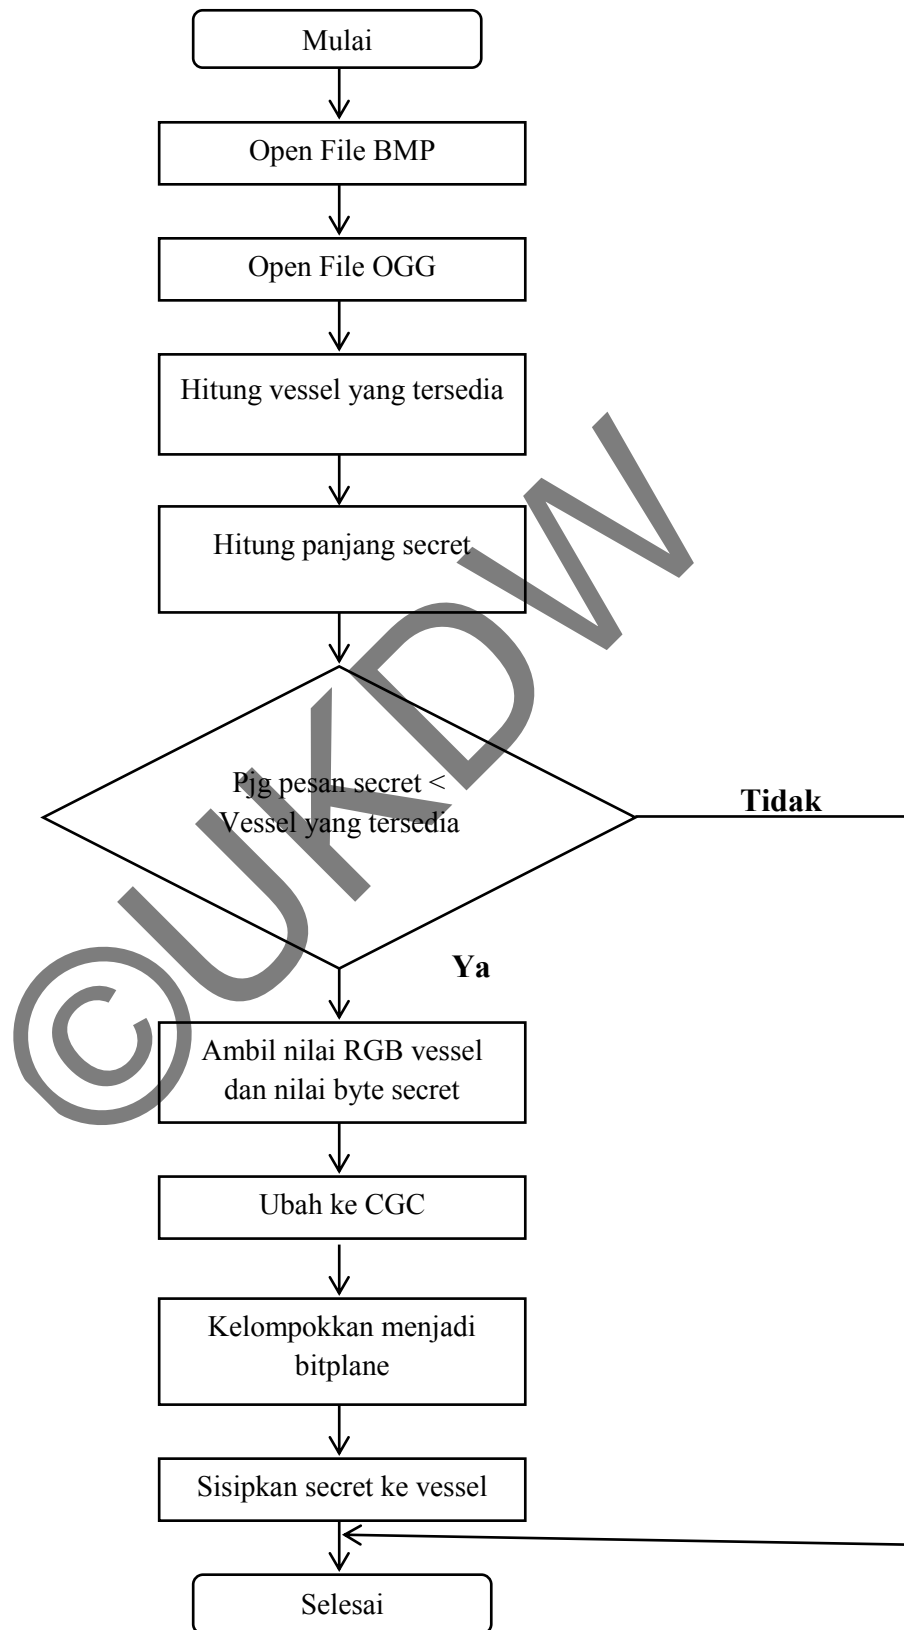 Mulai
Open File BMP
Open File OGG
Hitung vessel yang tersedia
Hitung panjang secret
Pjg pesan secret <
Vessel yang tersedia
Tidak
Ya
Ambil nilai RGB vessel
dan nilai byte secret
Ubah ke CGC
Kelompokkan menjadi
bitplane
Sisipkan secret ke vessel
Selesai
©UKDW